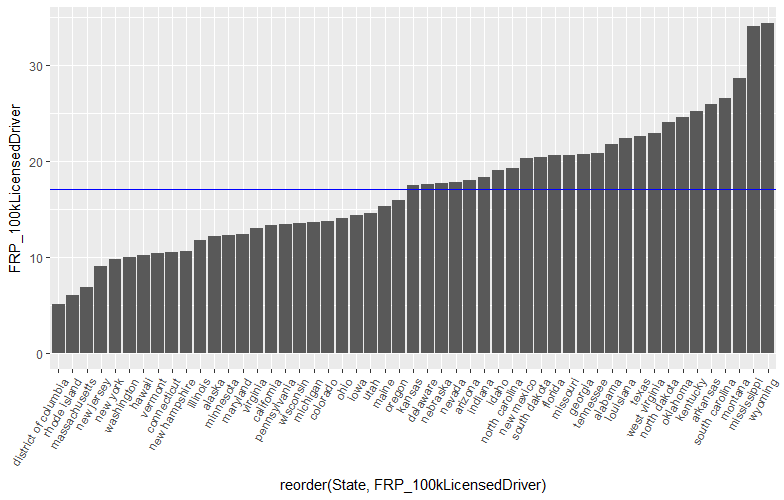 FRP_100kLicensedDriver
30
20
10
0
district of columbia
rhode island
massachusetts
new jersey
new york
washington
hawaii
vermont
connecticut
new hampshire
illinois
alaska
minnesota
maryland
virginia
california
pennsylvania
wisconsin
michigan
colorado
ohio
iowa
utah
maine
oregon
kansas
delaware
nebraska
nevada
arizona
indiana
idaho
north carolina
new mexico
south dakota
florida
missouri
georgia
tennessee
alabama
louisiana
texas
west virginia
north dakota
oklahoma
kentucky
arkansas
south carolina
montana
mississippi
wyoming
reorder(State, FRP_100kLicensedDriver)